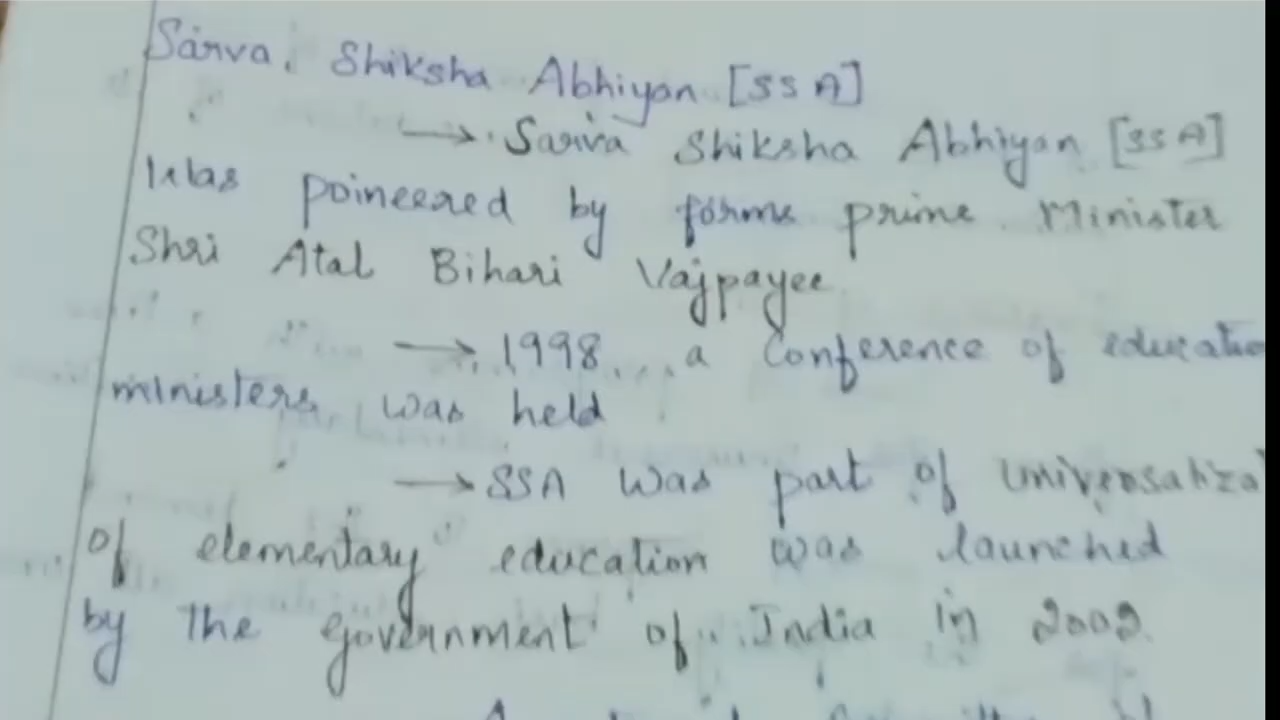 Sarva Shiksha Abhiyan [SSA]
→ Sarva Shiksha Abhiyan [SSA]
Was poineered by forme prime Minister
Shri Atal Bihari Vajpayee
→ 1998 a Conference of educatio
ministers was held
→ SSA was part of universaliza
of elementary education was launched
by the government of India in 2002.